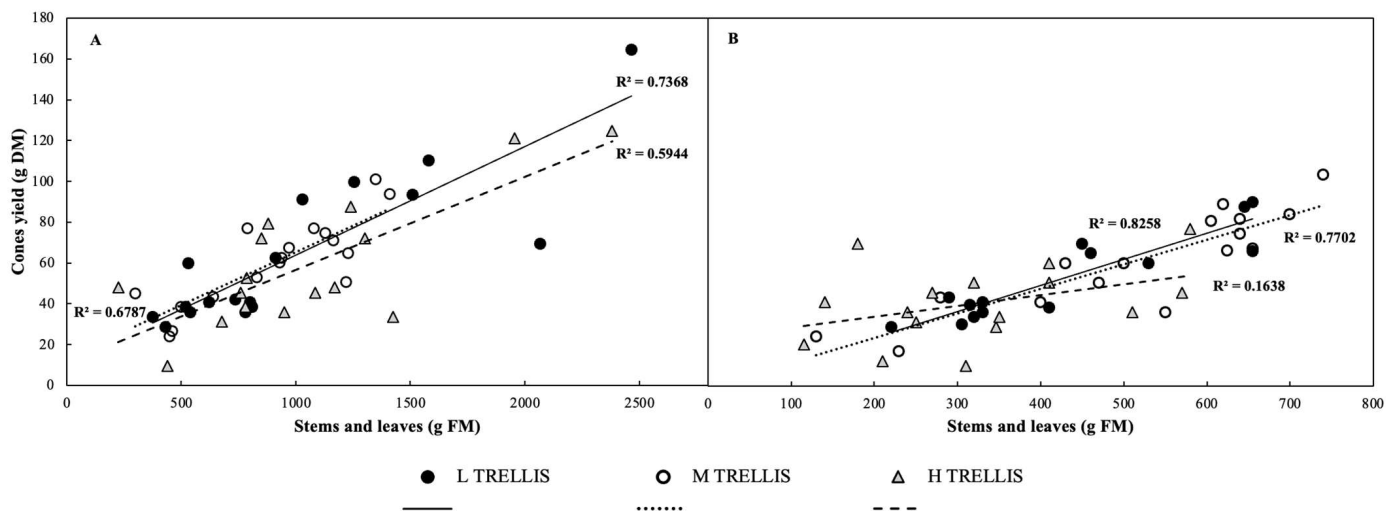 A
B
180
160
140
120
100
80
60
40
20
0
Cones yield (g DM)
R² = 0.7368
R² = 0.5944
R² = 0.6787
R² = 0.8258
R² = 0.7702
R² = 0.1638
0 500 1000 1500 2000 2500
0 100 200 300 400 500 600 700 800
Stems and leaves (g FM)
Stems and leaves (g FM)
L TRELLIS M TRELLIS H TRELLIS